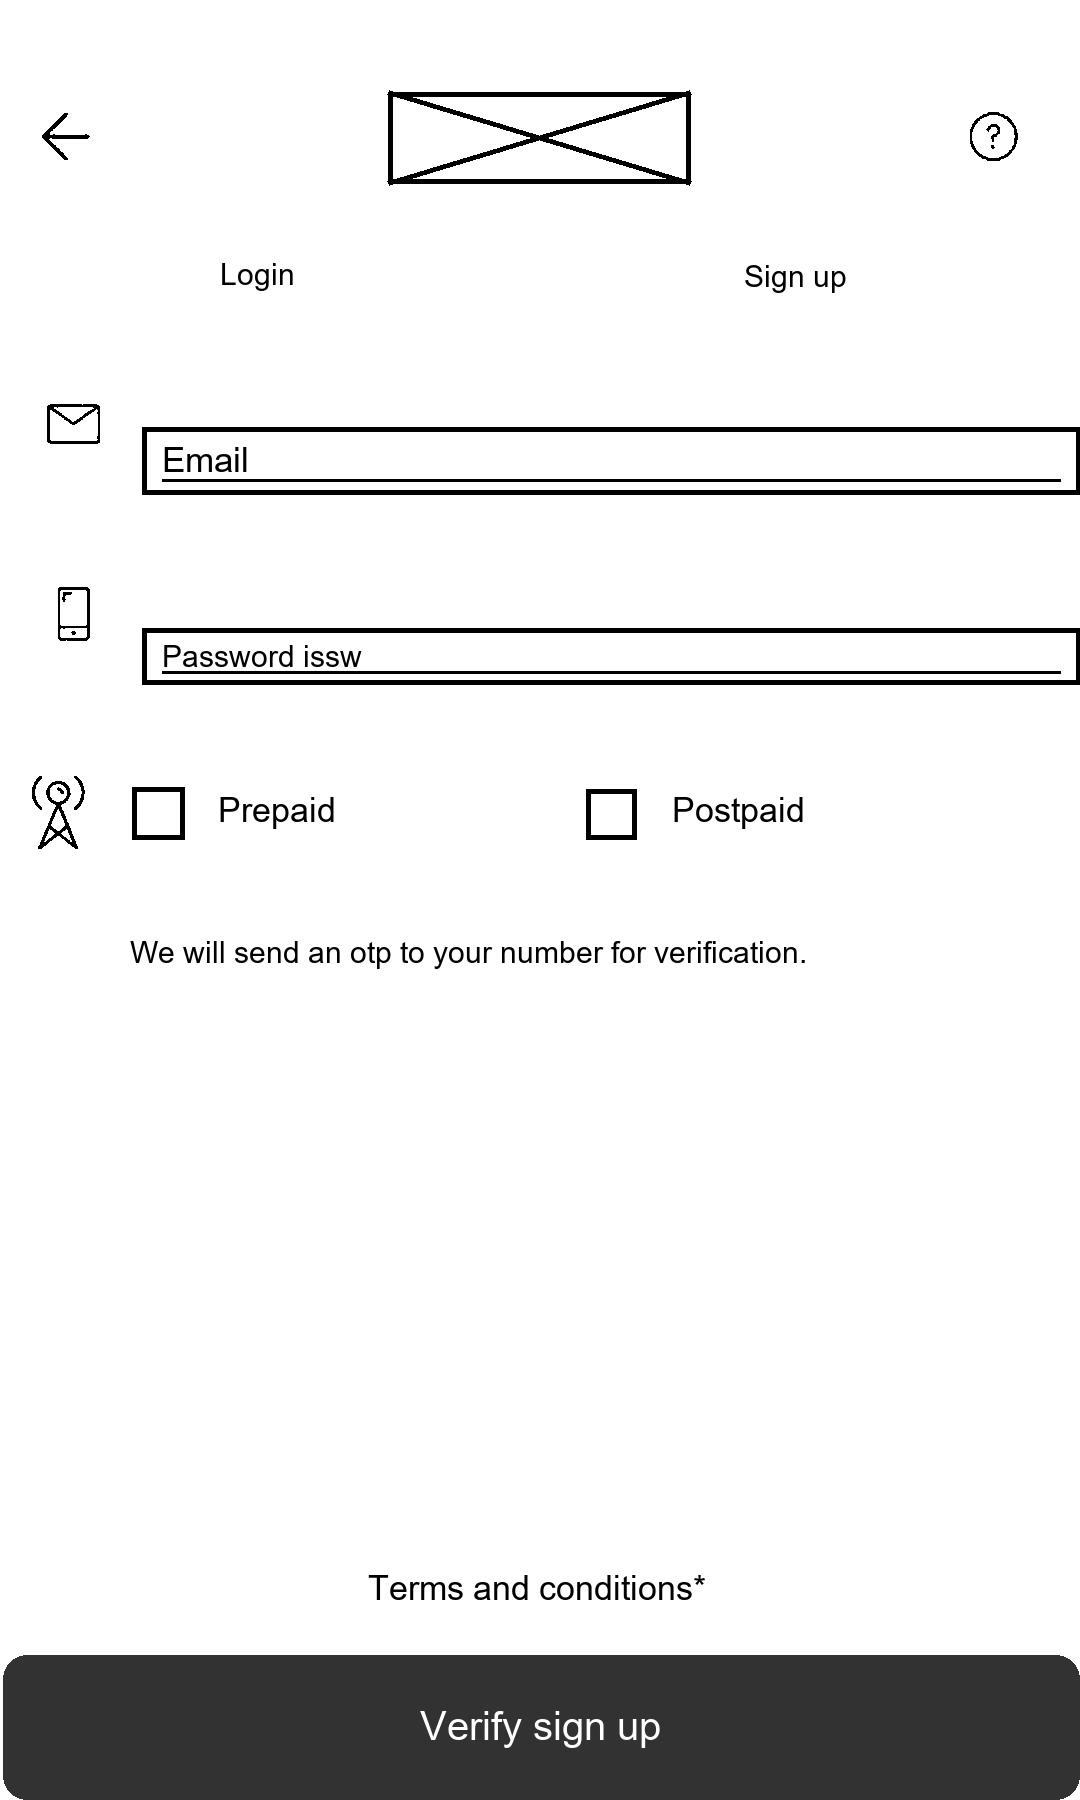 ?
Login
Sign up
Email
Password issw
Prepaid
Postpaid
We will send an otp to your number for verification.
Terms and conditions*
Verify sign up